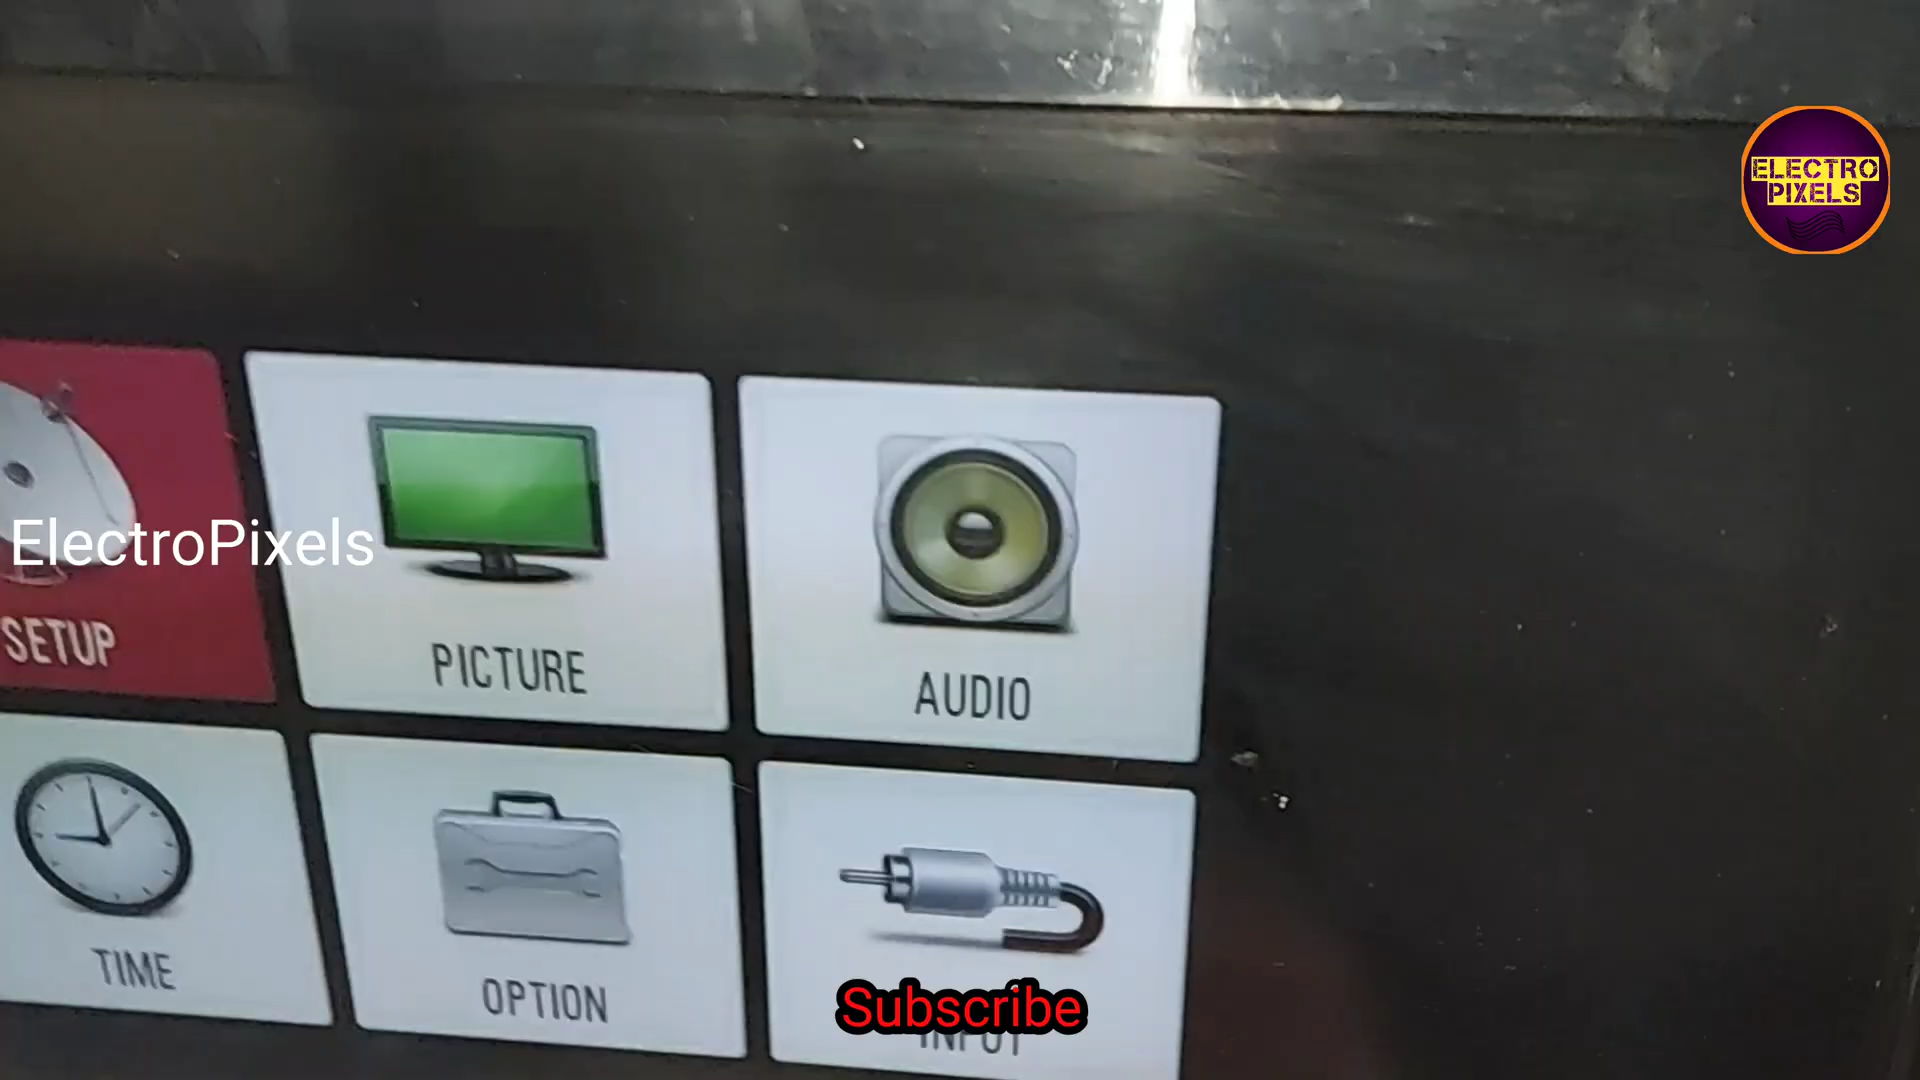 ELECTRO
PIXELS
ElectroPixels
SETUP
PICTURE
AUDIO
TIME
OPTION
INPUT
Subscribe